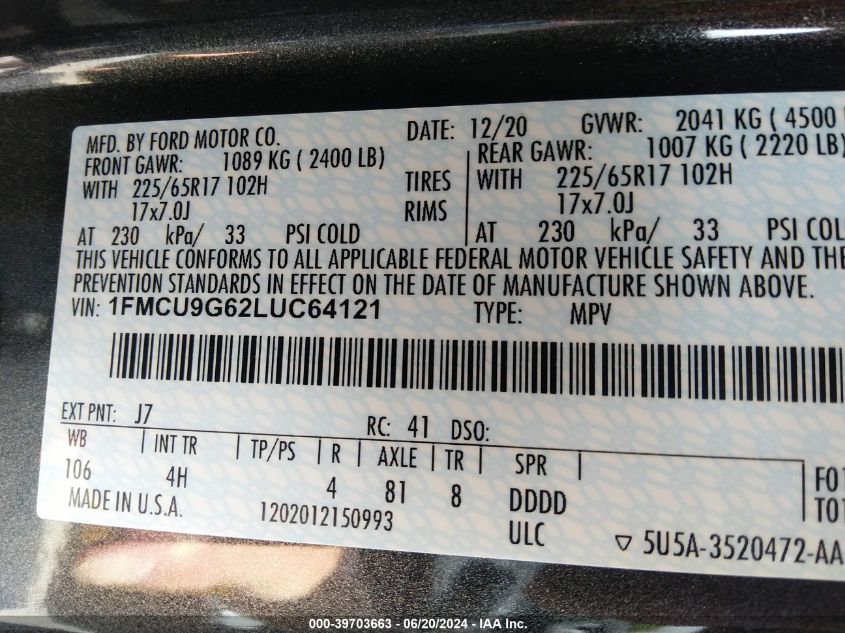 MFD. BY FORD MOTOR CO. DATE: 12/20 GVWR: 2041 KG ( 4500
FRONT GAWR: 1089 KG ( 2400 LB) REAR GAWR: 1007 KG ( 2220 LB)
WITH 225/65R17 102H TIRES WITH 225/65R17 102H
17x7.0J RIMS 17x7.0J
AT 230 kPa/ 33 PSI COLD AT 230 kPa/ 33 PSI COL
THIS VEHICLE CONFORMS TO ALL APPLICABLE FEDERAL MOTOR VEHICLE SAFETY AND THE
PREVENTION STANDARDS IN EFFECT ON THE DATE OF MANUFACTURE SHOWN ABOVE.
VIN: 1FMCU9G62LUC64121 TYPE: MPV
EXT PNT: J7 RC: 41 DSO:
WB INT TR TP/PS R AXLE TR SPR
106 4H 4 81 8 DDDD
MADE IN U.S.A. 1202012150993 ULC
F01
T01
▽ 5U5A-3520472-AA
000-39703663 - 06/20/2024 - IAA Inc.